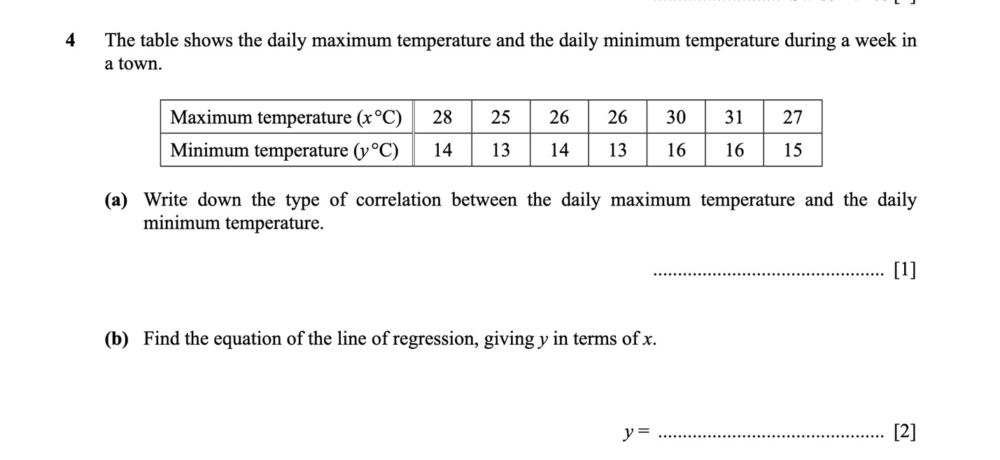 4 The table shows the daily maximum temperature and the daily minimum temperature during a week in
a town.
Maximum temperature (x °C) 28 25 26 26 30 31 27
Minimum temperature (y °C) 14 13 14 13 16 16 15
(a) Write down the type of correlation between the daily maximum temperature and the daily
minimum temperature.
.............................................. [1]
(b) Find the equation of the line of regression, giving y in terms of x.
y = .............................................. [2]